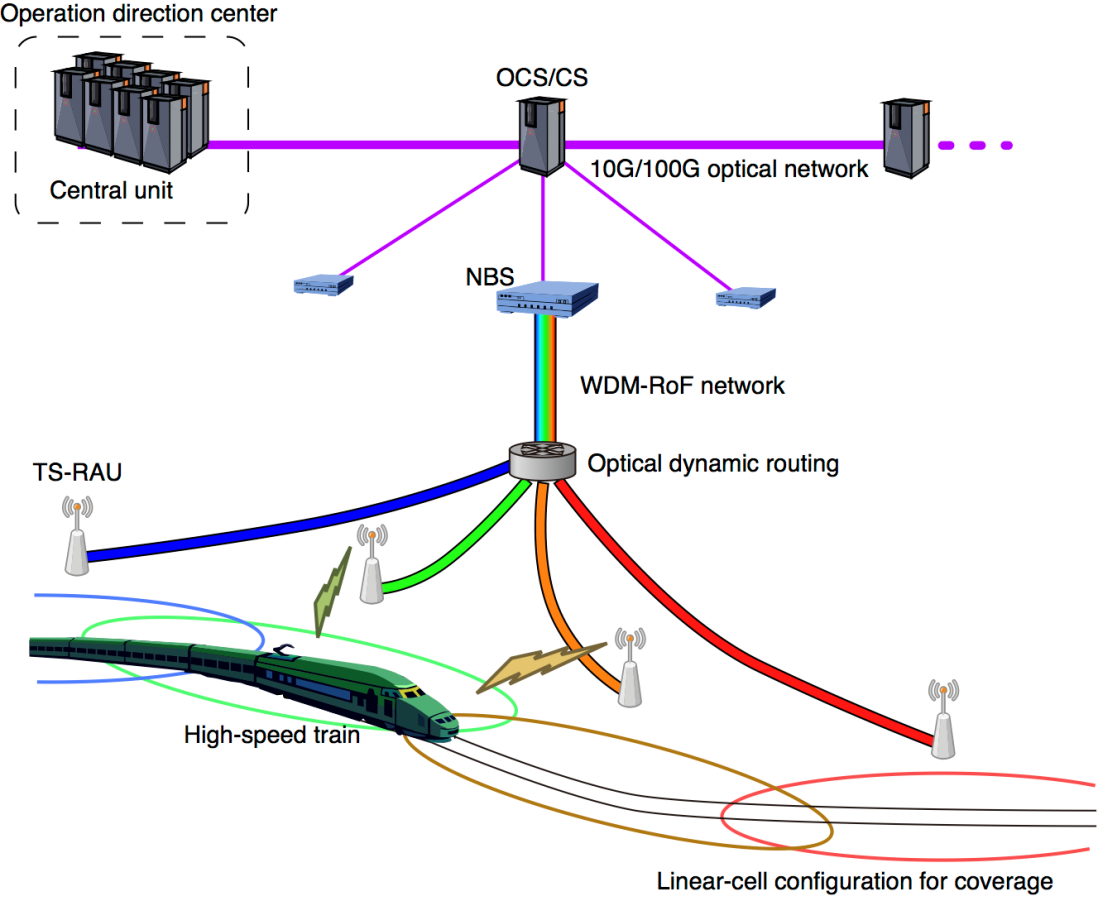 Operation direction center
OCS/CS
Central unit
10G/100G optical network
NBS
WDM-RoF network
TS-RAU
Optical dynamic routing
High-speed train
Linear-cell configuration for coverage